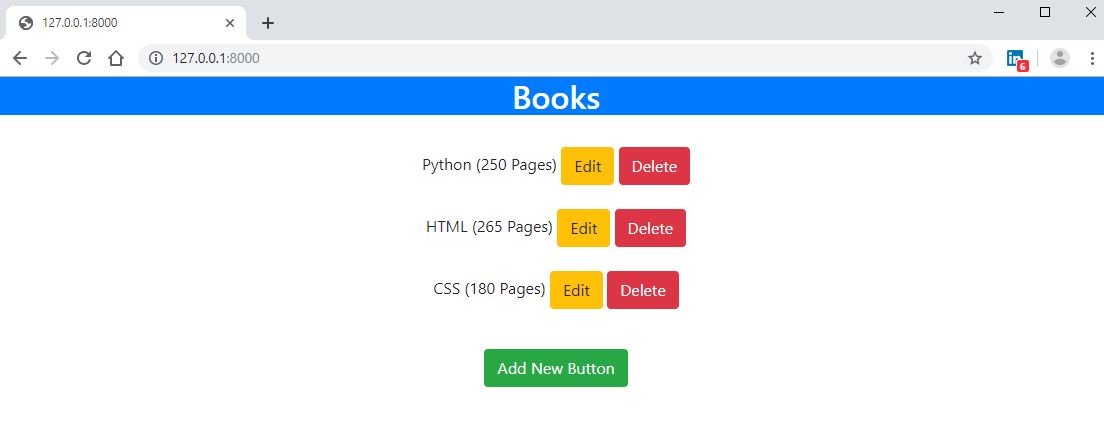 127.0.0.1:8000
127.0.0.1:8000
in 6
Books
Python (250 Pages) Edit Delete
HTML (265 Pages) Edit Delete
CSS (180 Pages) Edit Delete
Add New Button